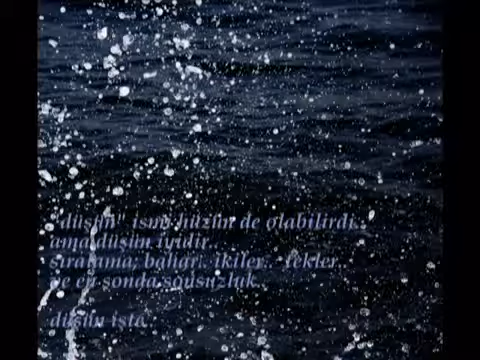 "düşün" ismi hüzün de olabilirdi..
ama düşün iyidir..
sıralama; bahar.. ikiler.. tekler..
ve en sonda sonsuzluk..
düşün işte